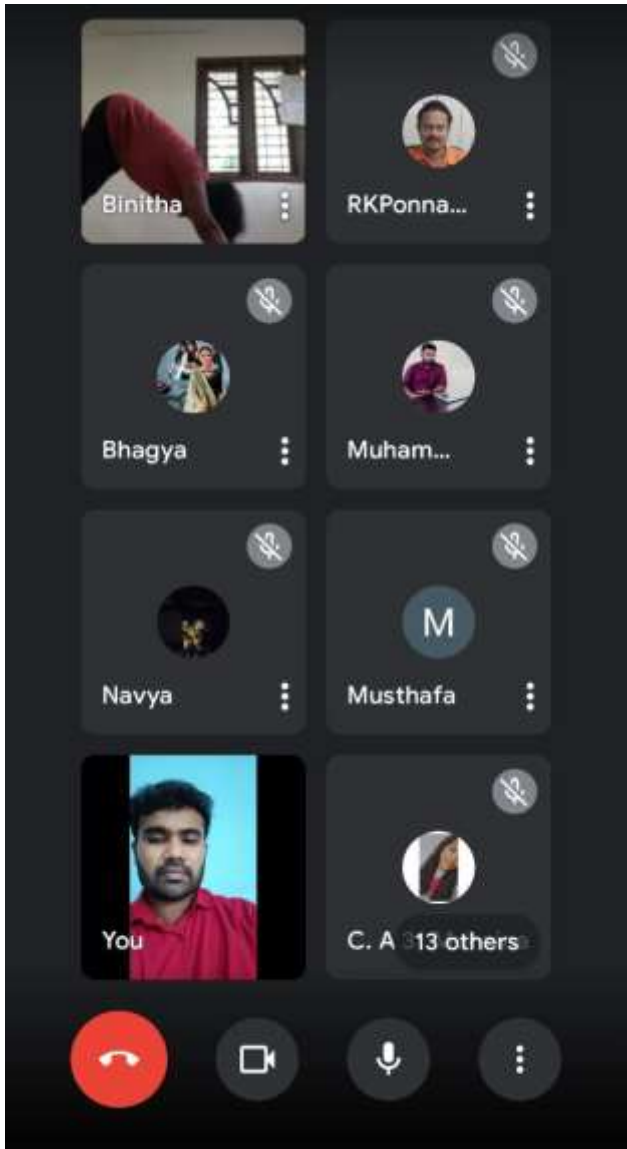 Binitha
RKPonna...
Bhagya
Muham...
Navya
M
Musthafa
You
C. A
13 others